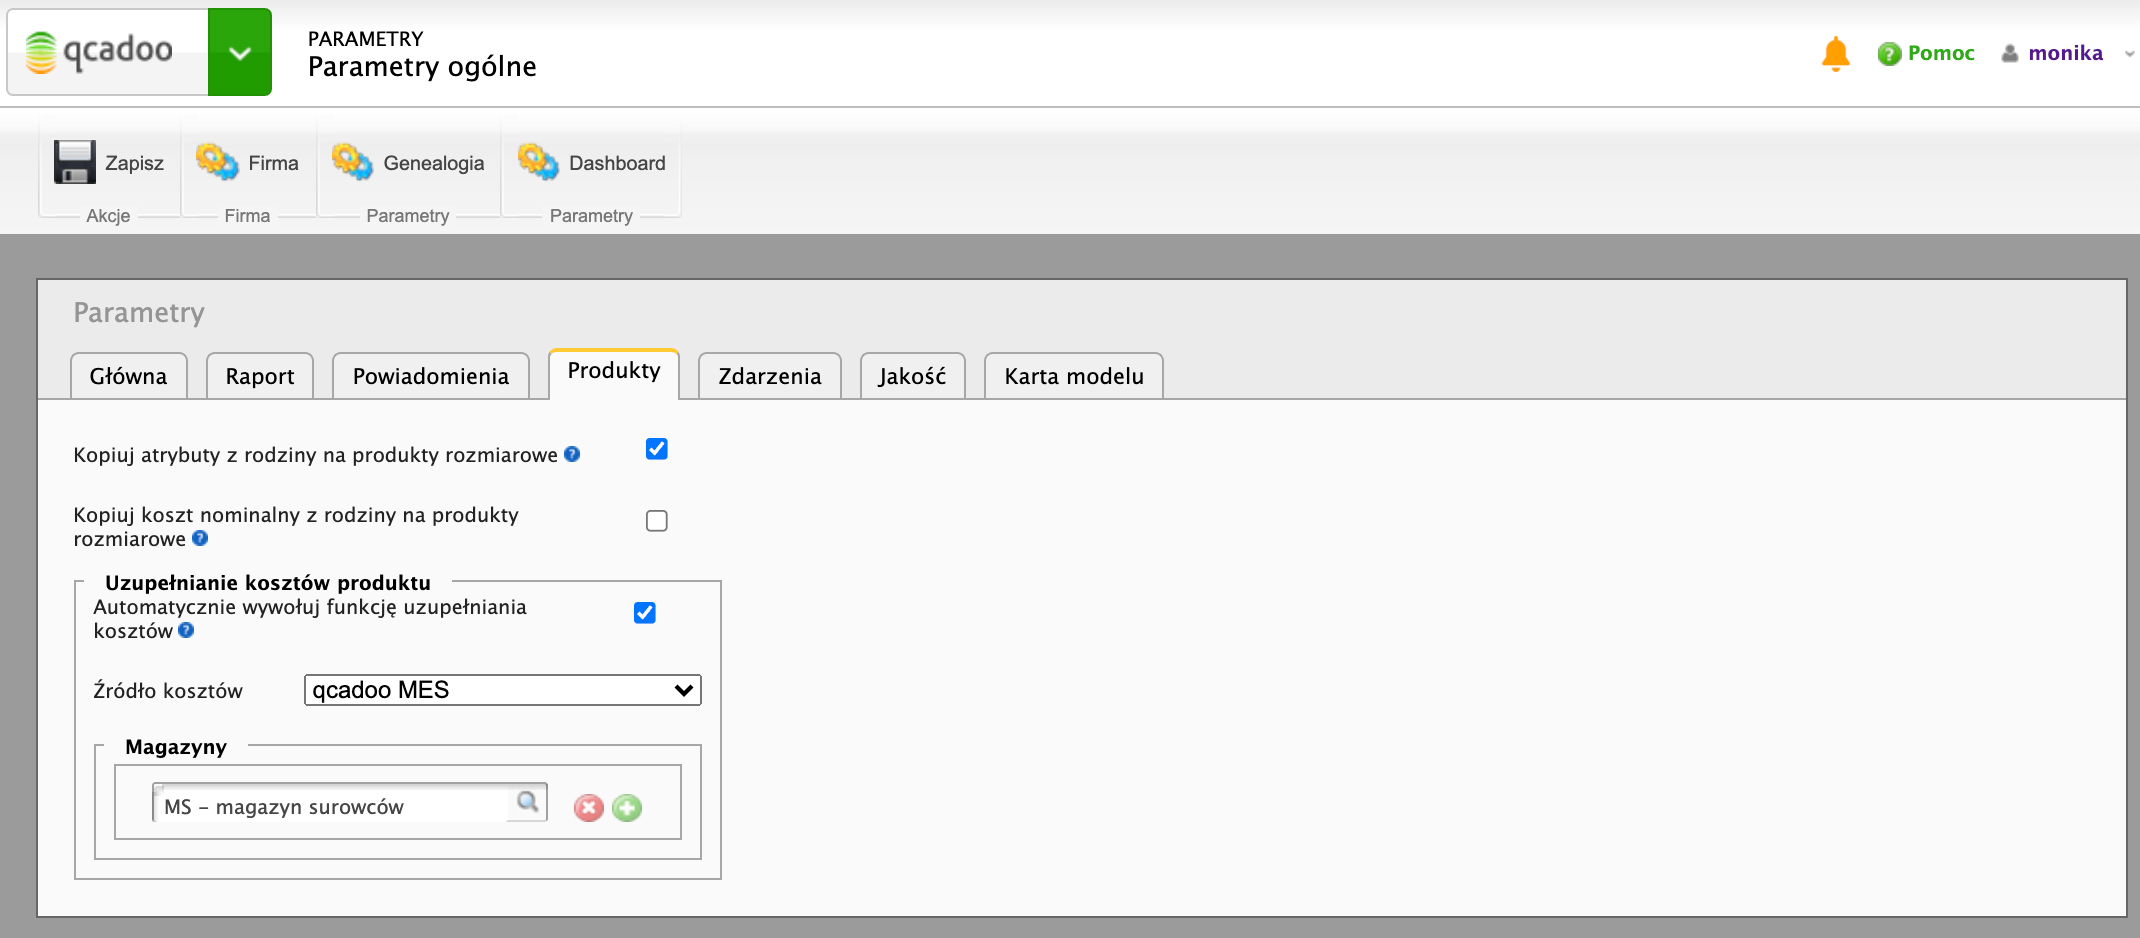 qcadoo
PARAMETRY
Parametry ogólne
Pomoc
monika
Zapisz
Firma
Genealogia
Dashboard
Akcje
Firma
Parametry
Parametry
Parametry
Główna
Raport
Powiadomienia
Produkty
Zdarzenia
Jakość
Karta modelu
Kopiuj atrybuty z rodziny na produkty rozmiarowe
Kopiuj koszt nominalny z rodziny na produkty
rozmiarowe
Uzupełnianie kosztów produktu
Automatycznie wywołuj funkcję uzupełniania
kosztów
Źródło kosztów
qcadoo MES
Magazyny
MS – magazyn surowców